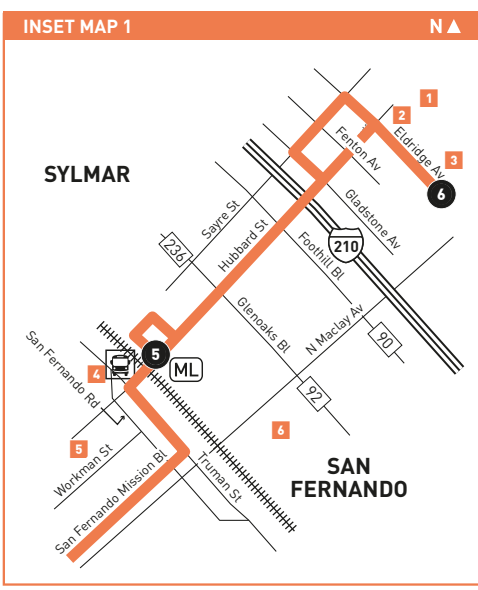 INSET MAP 1
N
1
2
Fenton Av
Eldridge Av
3
6
SYLMAR
Sayre St
Hubbard St
236
Gladstone Av
210
Foothill Bl
Glenoaks Bl
N Maclay Av
90
92
San Fernando Rd
4
5
ML
5
Workman St
6
San Fernando Mission Bl
Truman St
SAN
FERNANDO